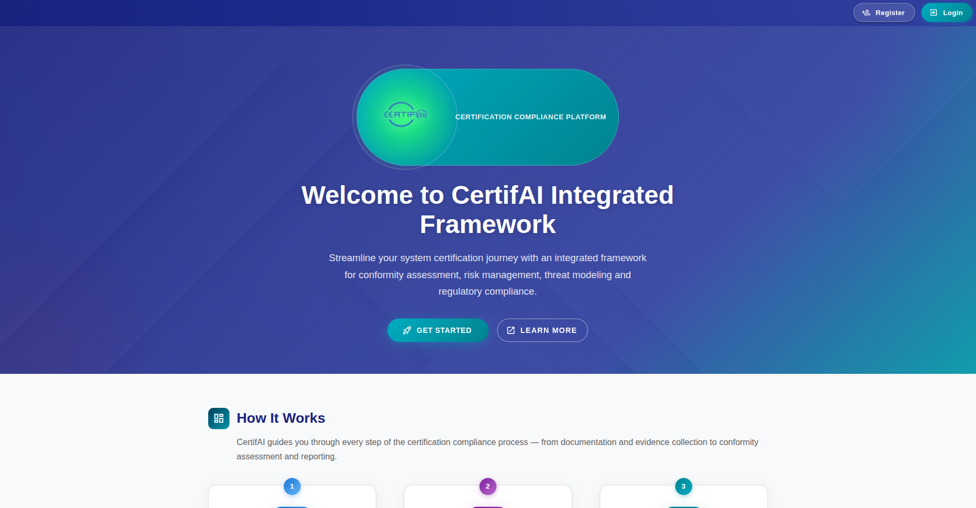 Register
Login
CERTIFAI
CERTIFICATION COMPLIANCE PLATFORM
Welcome to CertifAI Integrated
Framework
Streamline your system certification journey with an integrated framework
for conformity assessment, risk management, threat modeling and
regulatory compliance.
GET STARTED
LEARN MORE
How It Works
CertifAI guides you through every step of the certification compliance process — from documentation and evidence collection to conformity
assessment and reporting.
1
2
3